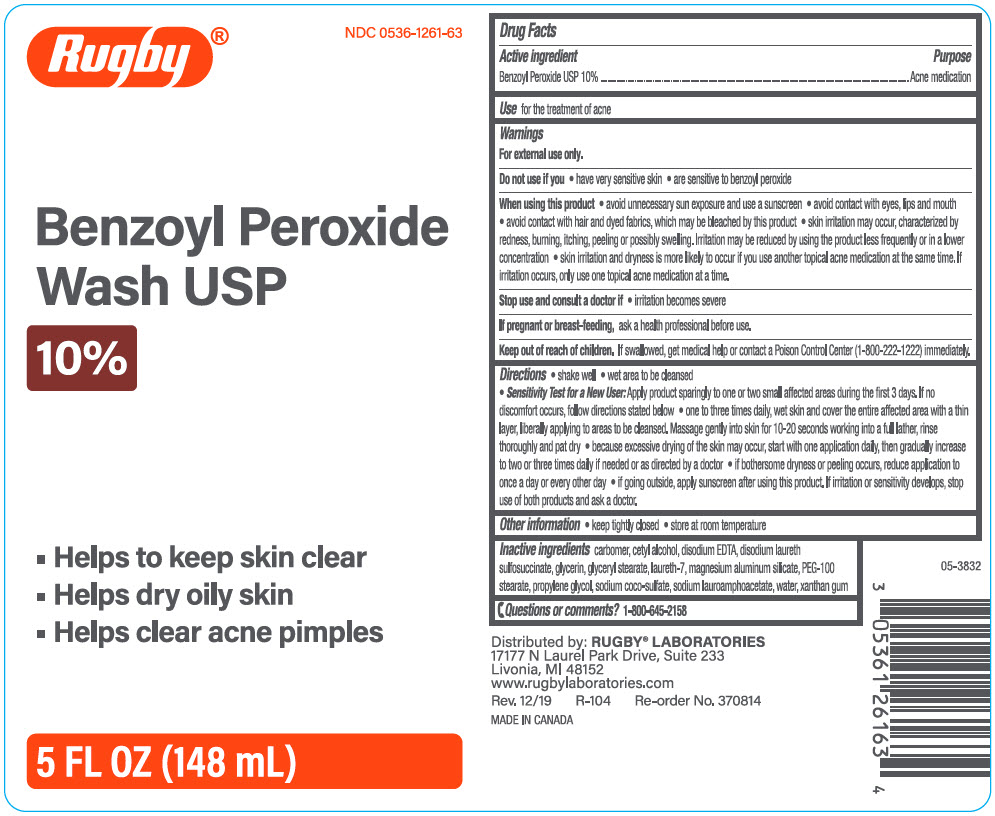 Rugby®
NDC 0536-1261-63
Benzoyl Peroxide
Wash USP
10%
▪ Helps to keep skin clear
▪ Helps dry oily skin
▪ Helps clear acne pimples
5 FL OZ (148 mL)
Drug Facts
Active ingredient Purpose
Benzoyl Peroxide USP 10% Acne medication
Use for the treatment of acne
Warnings
For external use only.
Do not use if you • have very sensitive skin • are sensitive to benzoyl peroxide
When using this product • avoid unnecessary sun exposure and use a sunscreen • avoid contact with eyes, lips and mouth
• avoid contact with hair and dyed fabrics, which may be bleached by this product • skin irritation may occur, characterized by
redness, burning, itching, peeling or possibly swelling. Irritation may be reduced by using the product less frequently or in a lower
concentration • skin irritation and dryness is more likely to occur if you use another topical acne medication at the same time. If
irritation occurs, only use one topical acne medication at a time.
Stop use and consult a doctor if • irritation becomes severe
If pregnant or breast-feeding, ask a health professional before use.
Keep out of reach of children. If swallowed, get medical help or contact a Poison Control Center (1-800-222-1222) immediately.
Directions • shake well • wet area to be cleansed
• Sensitivity Test for a New User: Apply product sparingly to one or two small affected areas during the first 3 days. If no
discomfort occurs, follow directions stated below • one to three times daily, wet skin and cover the entire affected area with a thin
layer, liberally applying to areas to be cleansed. Massage gently into skin for 10-20 seconds working into a full lather, rinse
thoroughly and pat dry • because excessive drying of the skin may occur, start with one application daily, then gradually increase
to two or three times daily if needed or as directed by a doctor • if bothersome dryness or peeling occurs, reduce application to
once a day or every other day • if going outside, apply sunscreen after using this product. If irritation or sensitivity develops, stop
use of both products and ask a doctor.
Other information • keep tightly closed • store at room temperature
Inactive ingredients carbomer, cetyl alcohol, disodium EDTA, disodium laureth
sulfosuccinate, glycerin, glyceryl stearate, laureth-7, magnesium aluminum silicate, PEG-100
stearate, propylene glycol, sodium coco-sulfate, sodium lauroamphoacetate, water, xanthan gum
Questions or comments? 1-800-645-2158
Distributed by: RUGBY® LABORATORIES
17177 N Laurel Park Drive, Suite 233
Livonia, MI 48152
www.rugbylaboratories.com
Rev. 12/19 R-104 Re-order No. 370814
MADE IN CANADA
05-3832
3 05361 26163 4